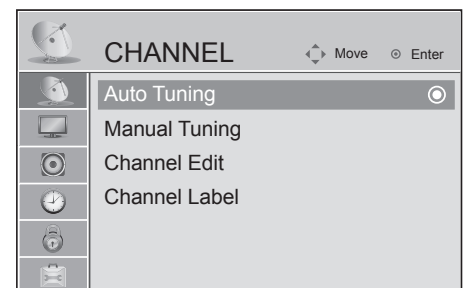 CHANNEL Move Enter
Auto Tuning
Manual Tuning
Channel Edit
Channel Label